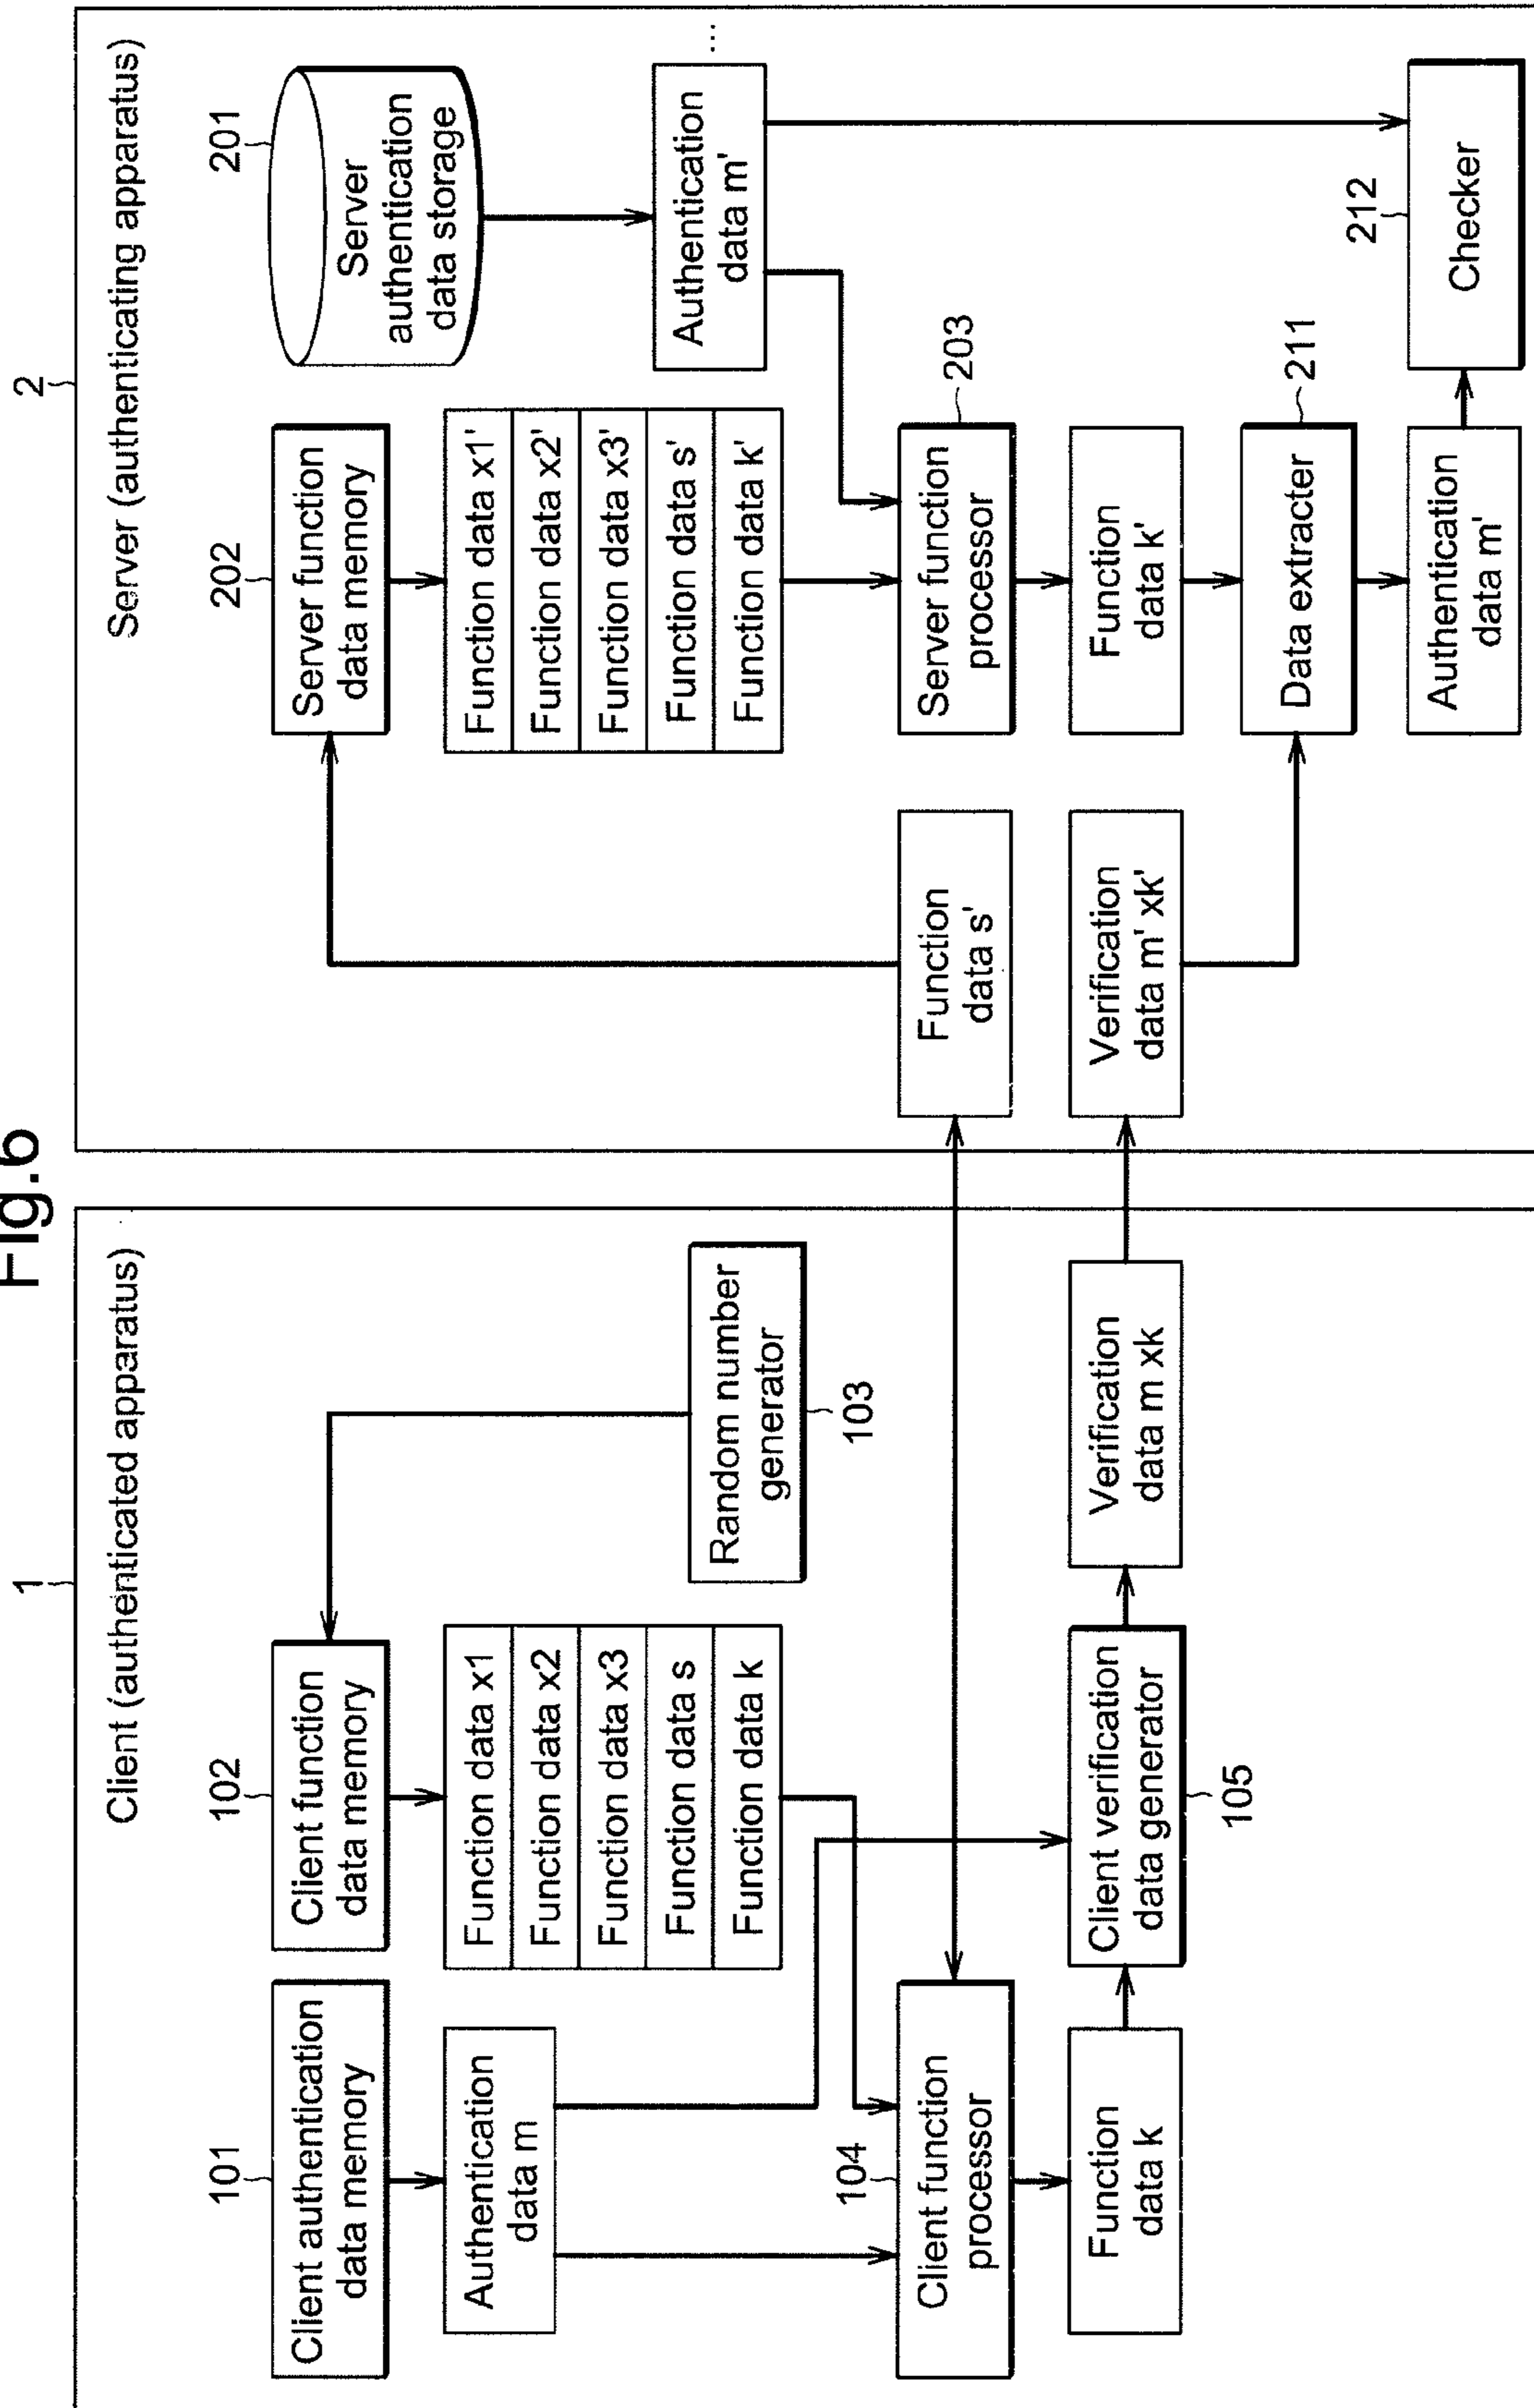 Fig.6
1
Client (authenticated apparatus)
101
Client authentication
data memory
Authentication
data m
102
Client function
data memory
Function data x1
Function data x2
Function data x3
Function data s
Function data k
Random number
generator
103
104
Client function
processor
Function
data k
Client verification
data generator
105
Verification
data m xk
2
Server (authenticating apparatus)
Function
data s'
Verification
data m' xk'
202
Server function
data memory
Function data x1'
Function data x2'
Function data x3'
Function data s'
Function data k'
201
Server
authentication
data storage
Authentication
data m'
...
203
Server function
processor
Function
data k'
211
Data extracter
Authentication
data m'
212
Checker